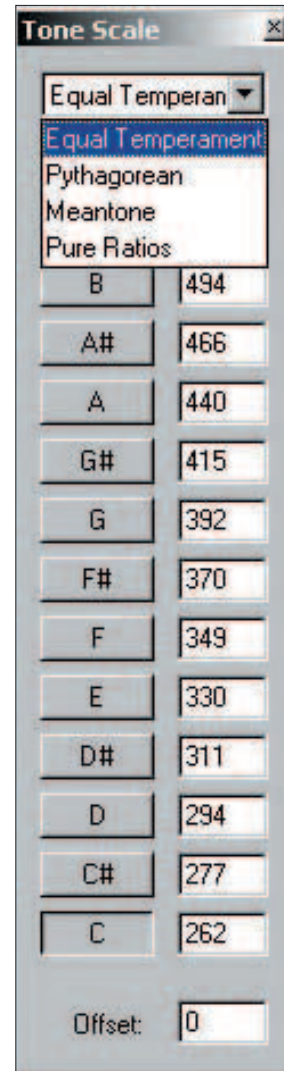 Tone Scale
Equal Temperan
Equal Temperament
Pythagorean
Meantone
Pure Ratios
B 494
A# 466
A 440
G# 415
G 392
F# 370
F 349
E 330
D# 311
D 294
C# 277
C 262
Offset: 0